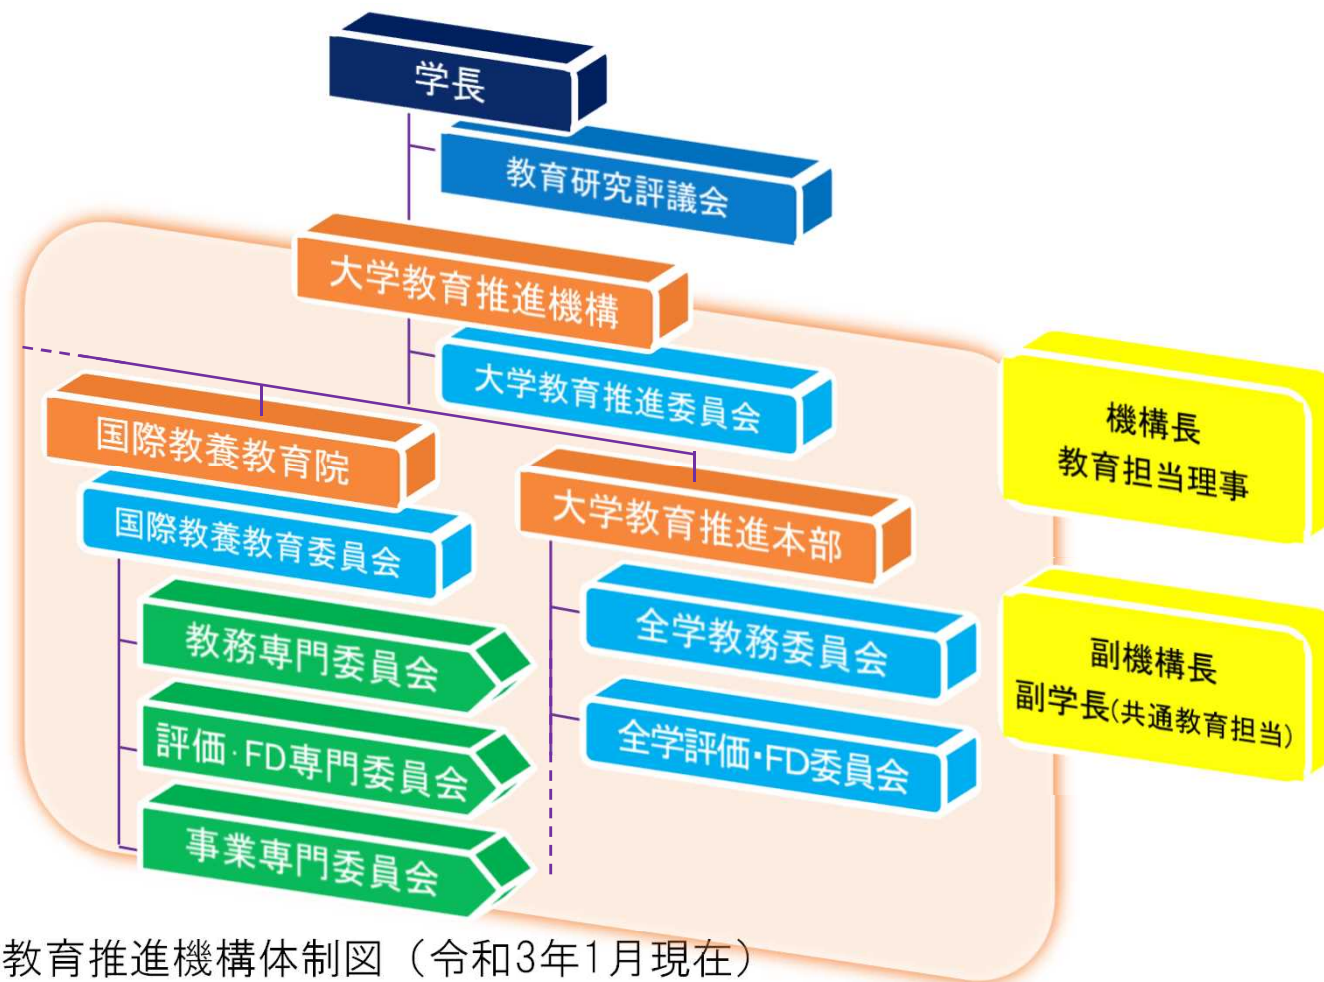 学長
教育研究評議会
大学教育推進機構
大学教育推進委員会
国際教養教育院
国際教養教育委員会
教務専門委員会
評価･FD専門委員会
事業専門委員会
大学教育推進本部
全学教務委員会
全学評価･FD委員会
機構長
教育担当理事
副機構長
副学長(共通教育担当)
教育推進機構体制図（令和3年1月現在）